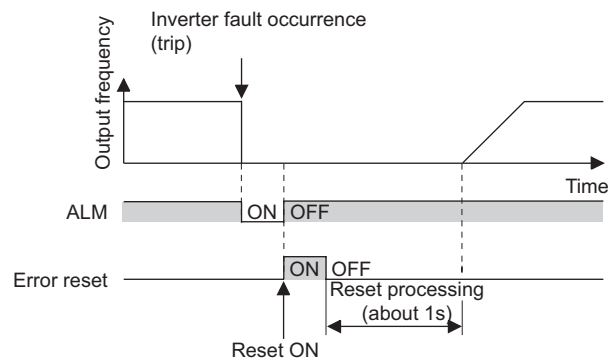 Inverter fault occurrence
(trip)
Output frequency
Time
ALM
ON
OFF
Error reset
ON
OFF
Reset processing
(about 1s)
Reset ON